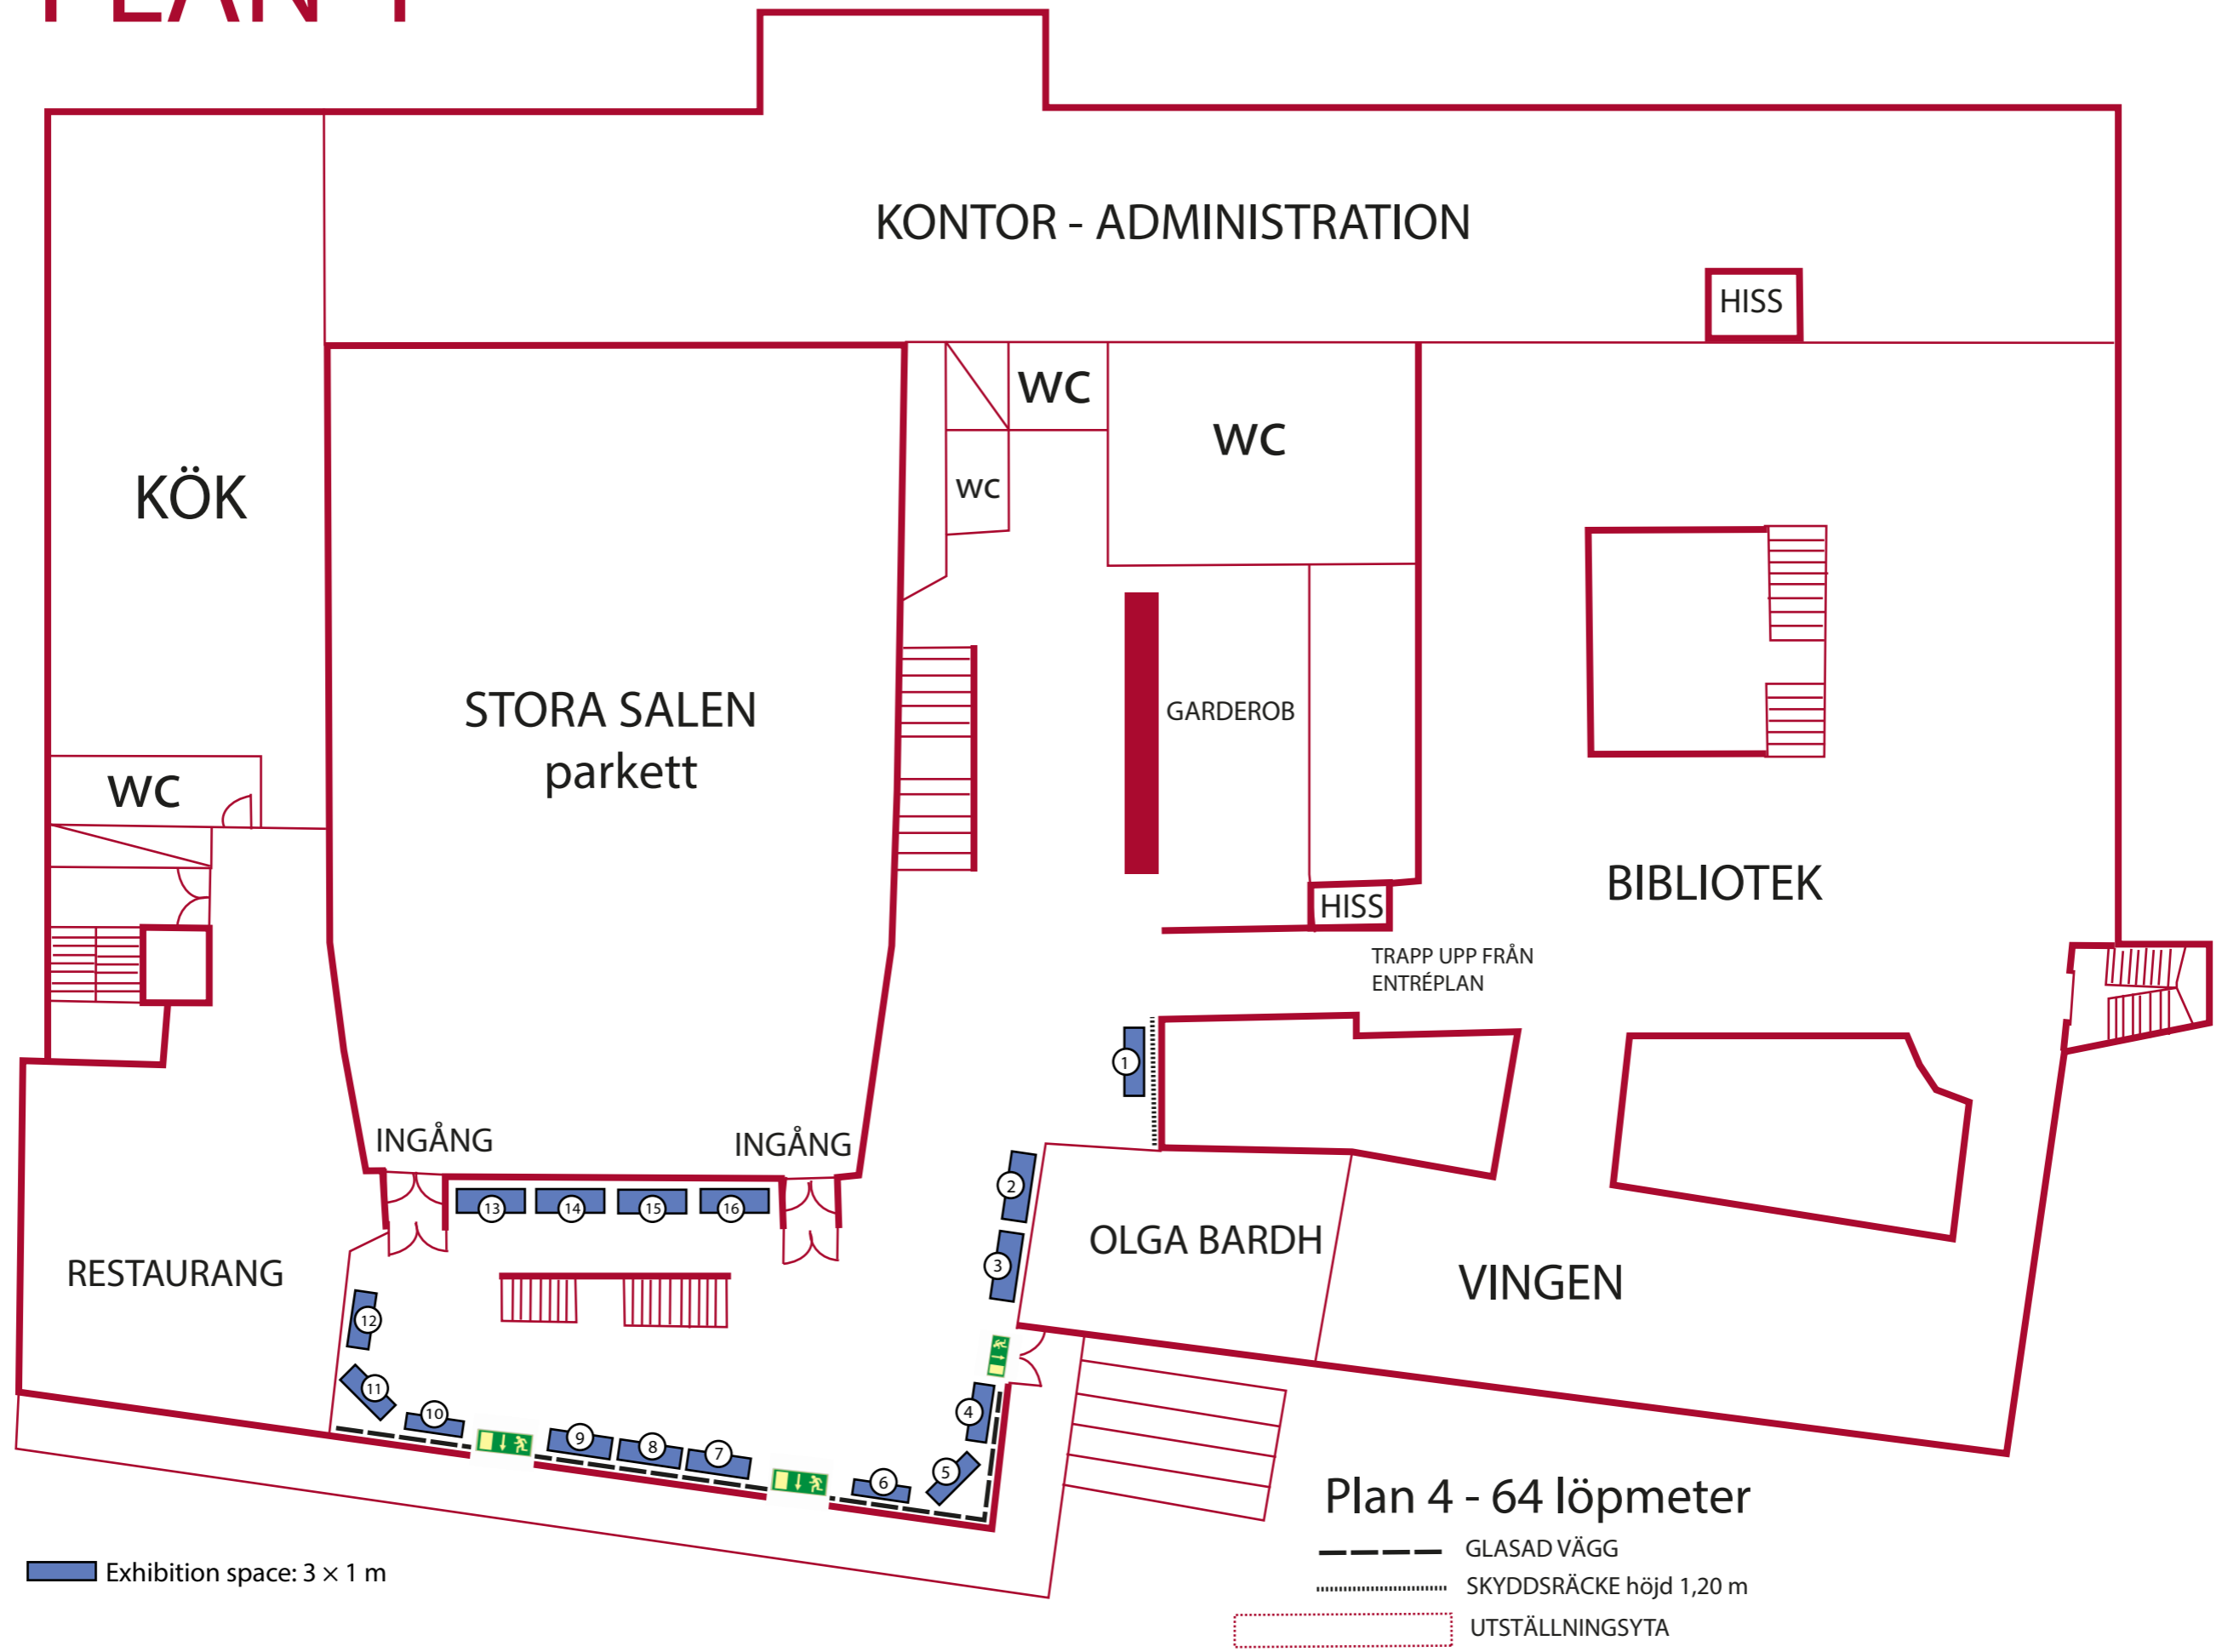 KONTOR - ADMINISTRATION
HISS
WC
WC
wc
KÖK
STORA SALEN
parkett
GARDEROB
WC
BIBLIOTEK
HISS
TRAPP UPP FRÅN
ENTRÉPLAN
1
INGÅNG
INGÅNG
2
13
14
15
16
3
OLGA BARDH
RESTAURANG
VINGEN
12
11
10
4
9
8
7
5
6
Plan 4 - 64 löpmeter
GLASAD VÄGG
Exhibition space: 3 × 1 m
SKYDDSRÄCKE höjd 1,20 m
UTSTÄLLNINGSYTA